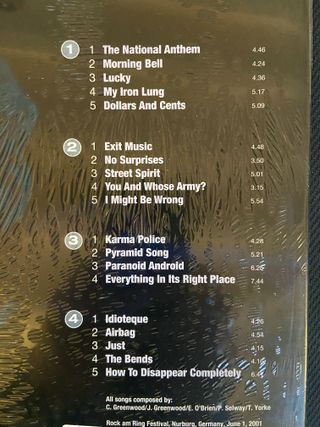 1 1 The National Anthem 4.46
2 Morning Bell 4.24
3 Lucky 4.36
4 My Iron Lung 5.17
5 Dollars And Cents 5.09
2 1 Exit Music 4.48
2 No Surprises 3.50
3 Street Spirit 5.01
4 You And Whose Army? 3.15
5 I Might Be Wrong 5.54
3 1 Karma Police 4.28
2 Pyramid Song 5.21
3 Paranoid Android 6.26
4 Everything In Its Right Place 7.44
4 1 Idioteque 4.26
2 Airbag 4.54
3 Just 4.15
4 The Bends
5 How To Disappear Completely
All songs composed by:
C. Greenwood/J. Greenwood/E. O'Brien/P. Selway/T. Yorke
Rock am Ring Festival, Nurburg, Germany, June 1, 2001